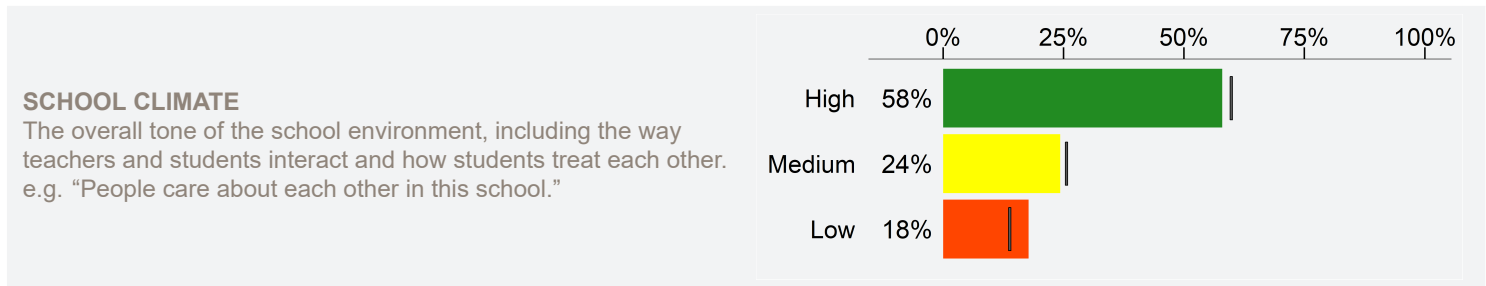 SCHOOL CLIMATE
The overall tone of the school environment, including the way
teachers and students interact and how students treat each other.
e.g. “People care about each other in this school.”
0% 25% 50% 75% 100%
High 58%
Medium 24%
Low 18%